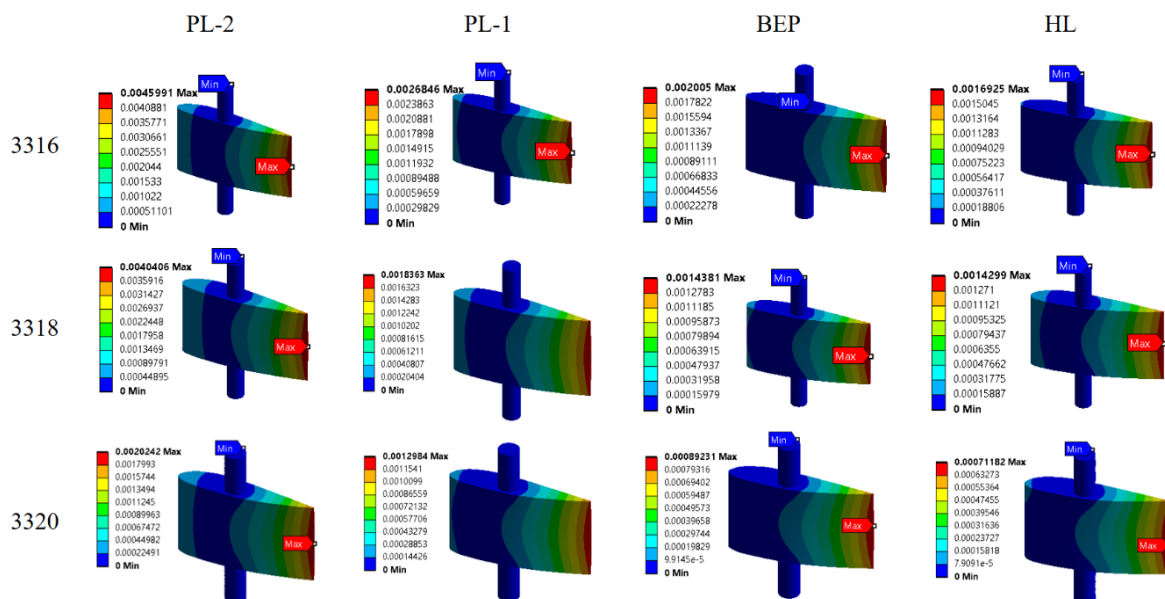 PL-2
PL-1
BEP
HL
3316
0.0045991 Max
0.0040881
0.0035771
0.0030661
0.0025551
0.002044
0.001533
0.001022
0.00051101
0 Min
Min
Max
0.0026846 Max
0.0023863
0.0020881
0.0017898
0.0014915
0.0011932
0.00089488
0.00059659
0.00029829
0 Min
Min
Max
0.002005 Max
0.0017822
0.0015594
0.0013367
0.0011139
0.00089111
0.00066833
0.00044556
0.00022278
0 Min
Min
Max
0.0016925 Max
0.0015045
0.0013164
0.0011283
0.00094029
0.00075223
0.00056417
0.00037611
0.00018806
0 Min
Min
Max
3318
0.0040406 Max
0.0035916
0.0031427
0.0026937
0.0022448
0.0017958
0.0013469
0.00089791
0.00044895
0 Min
Min
Max
0.0018363 Max
0.0016323
0.0014283
0.0012242
0.0010202
0.00081615
0.00061211
0.00040807
0.00020404
0 Min
0.0014381 Max
0.0012783
0.0011185
0.00095873
0.00079894
0.00063915
0.00047937
0.00031958
0.00015979
0 Min
Min
Max
0.0014299 Max
0.001271
0.0011121
0.00095325
0.00079437
0.0006355
0.00047662
0.00031775
0.00015887
0 Min
Min
Max
3320
0.0020242 Max
0.0017993
0.0015744
0.0013494
0.0011245
0.00089963
0.00067472
0.00044982
0.00022491
0 Min
Min
Max
0.0012984 Max
0.0011541
0.0010099
0.00086559
0.00072132
0.00057706
0.00043279
0.00028853
0.00014426
0 Min
0.00089231 Max
0.00079316
0.00069402
0.00059487
0.00049573
0.00039658
0.00029744
0.00019829
9.9145e-5
0 Min
Min
Max
0.00071182 Max
0.00063273
0.00055364
0.00047455
0.00039546
0.00031636
0.00023727
0.00015818
7.9091e-5
0 Min
Min
Max